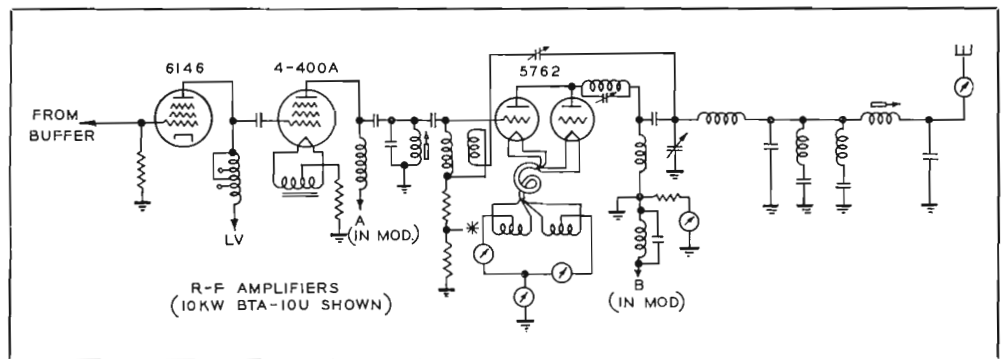 6146
4-400A
5762
FROM
BUFFER
LV
A
(IN MOD.)
*
B
(IN MOD)
R-F AMPLIFIERS
(10KW BTA-10U SHOWN)